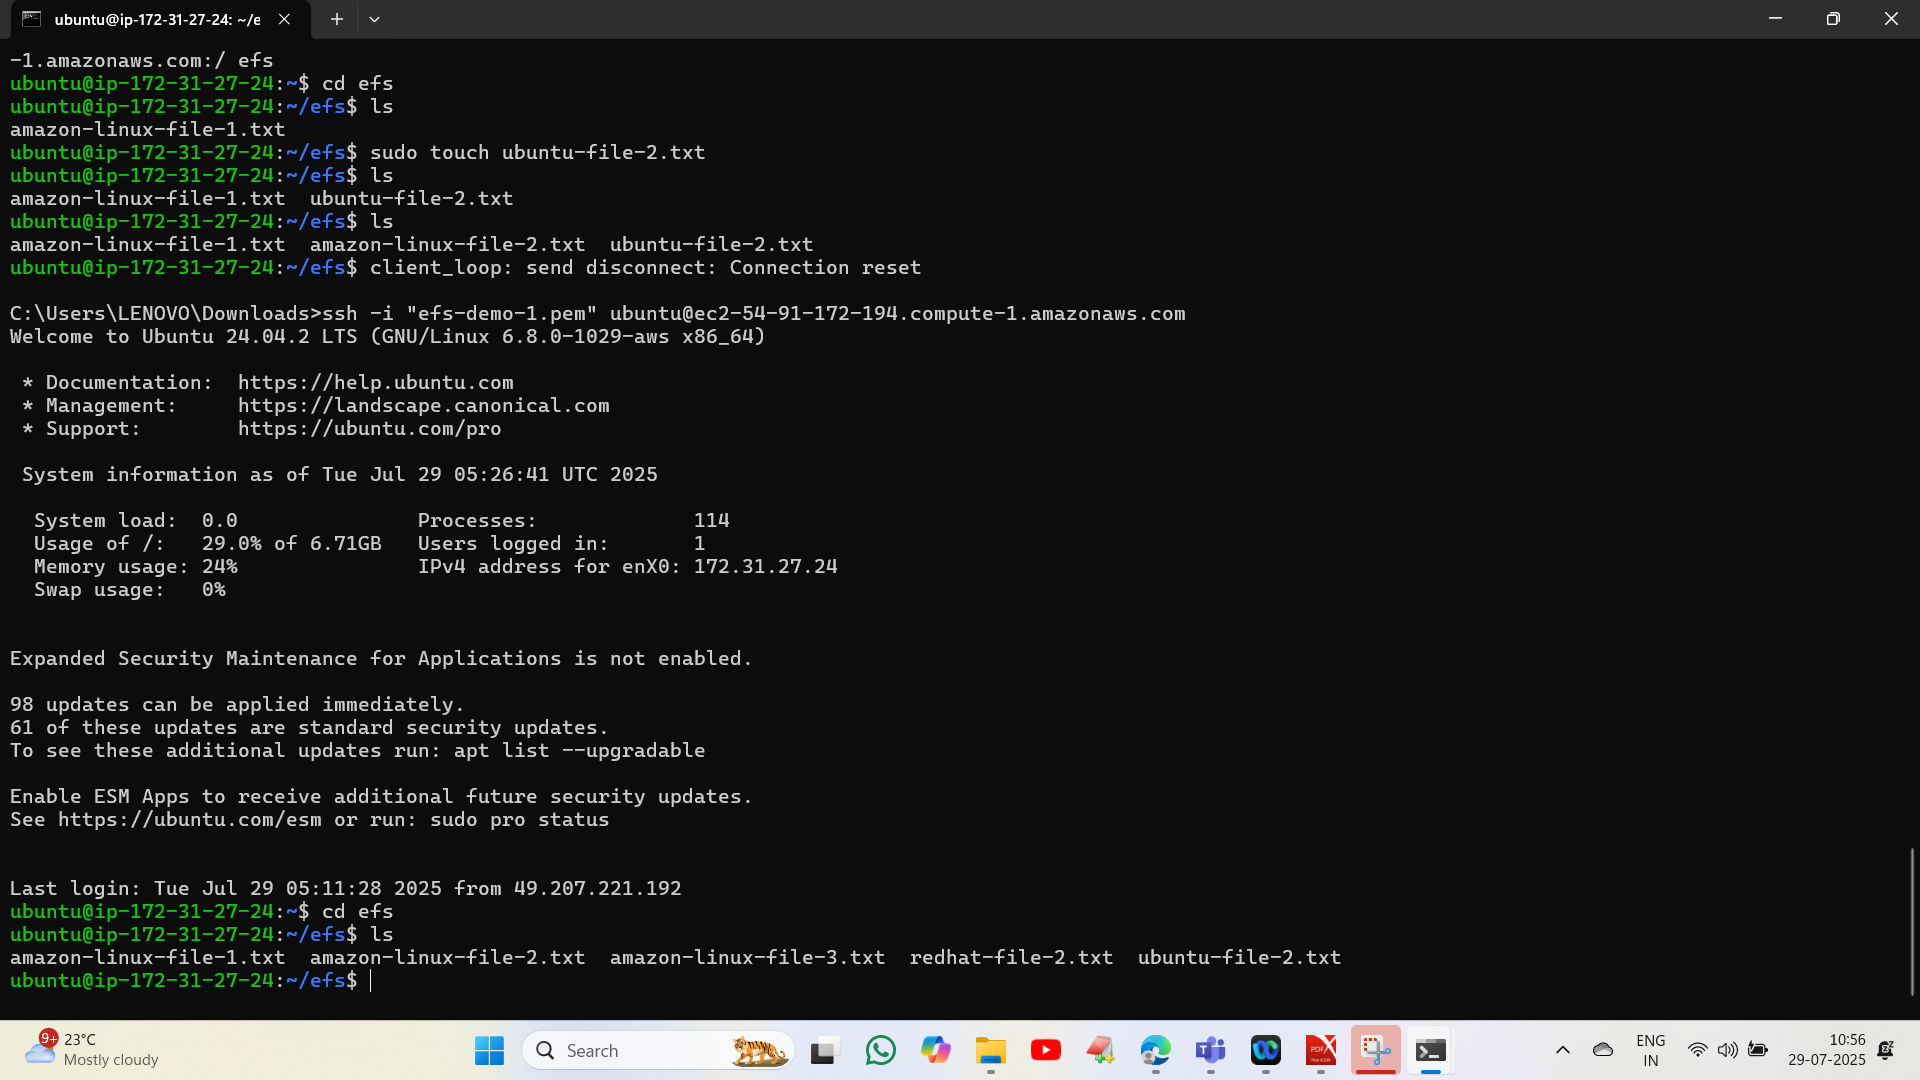 ubuntu@ip-172-31-27-24: ~/e
-1.amazonaws.com:/ efs
ubuntu@ip-172-31-27-24:~$ cd efs
ubuntu@ip-172-31-27-24:~/efs$ ls
amazon-linux-file-1.txt
ubuntu@ip-172-31-27-24:~/efs$ sudo touch ubuntu-file-2.txt
ubuntu@ip-172-31-27-24:~/efs$ ls
amazon-linux-file-1.txt  ubuntu-file-2.txt
ubuntu@ip-172-31-27-24:~/efs$ ls
amazon-linux-file-1.txt  amazon-linux-file-2.txt  ubuntu-file-2.txt
ubuntu@ip-172-31-27-24:~/efs$ client_loop: send disconnect: Connection reset
C:\Users\LENOVO\Downloads>ssh -i "efs-demo-1.pem" ubuntu@ec2-54-91-172-194.compute-1.amazonaws.com
Welcome to Ubuntu 24.04.2 LTS (GNU/Linux 6.8.0-1029-aws x86_64)
* Documentation:  https://help.ubuntu.com
* Management:     https://landscape.canonical.com
* Support:        https://ubuntu.com/pro
System information as of Tue Jul 29 05:26:41 UTC 2025
System load:  0.0               Processes:             114
Usage of /:   29.0% of 6.71GB   Users logged in:       1
Memory usage: 24%               IPv4 address for enX0: 172.31.27.24
Swap usage:   0%
Expanded Security Maintenance for Applications is not enabled.
98 updates can be applied immediately.
61 of these updates are standard security updates.
To see these additional updates run: apt list --upgradable
Enable ESM Apps to receive additional future security updates.
See https://ubuntu.com/esm or run: sudo pro status
Last login: Tue Jul 29 05:11:28 2025 from 49.207.221.192
ubuntu@ip-172-31-27-24:~$ cd efs
ubuntu@ip-172-31-27-24:~/efs$ ls
amazon-linux-file-1.txt  amazon-linux-file-2.txt  amazon-linux-file-3.txt  redhat-file-2.txt  ubuntu-file-2.txt
ubuntu@ip-172-31-27-24:~/efs$
9+ 23°C
Mostly cloudy
Search
PDF X
ENG
IN
10:56
29-07-2025